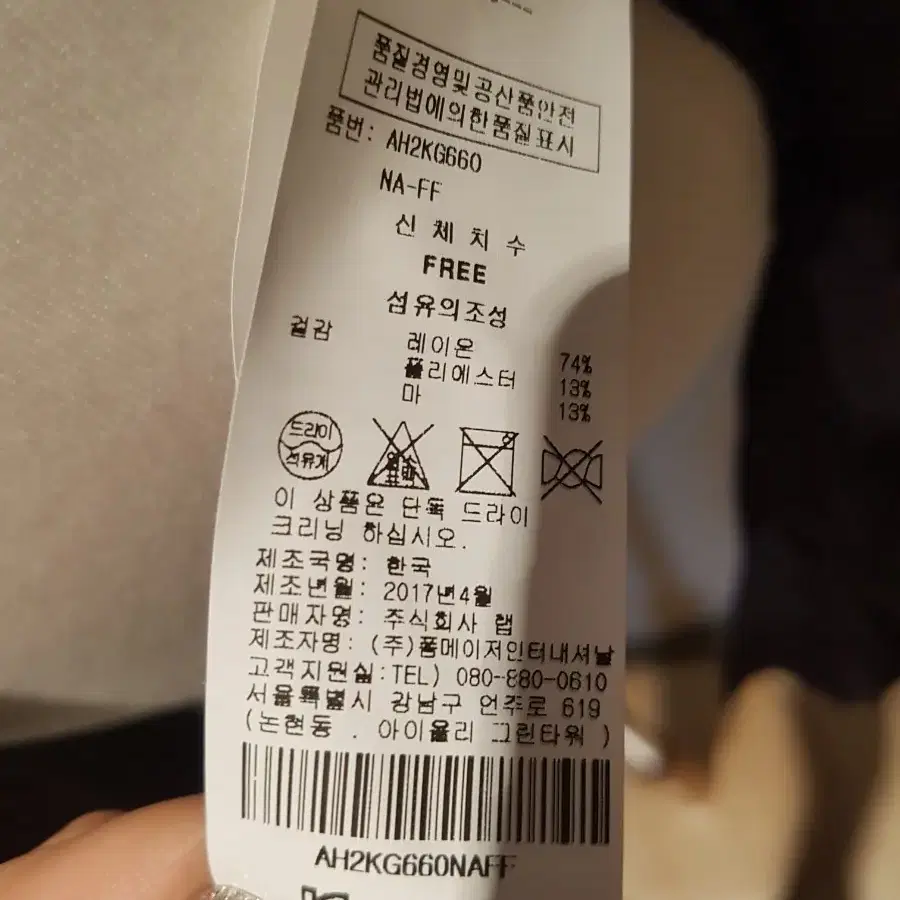 품질경영및공산품안전
관리법에의한품질표시
품번: AH2KG660
NA-FF
신체치수
FREE
섬유의조성
겉감 레이온 74%
폴리에스터 13%
마 13%
드라이
석유계
염소
표백
이 상품은 단독 드라이
크리닝 하십시오.
제조국명: 한국
제조년월: 2017년4월
판매자명: 주식회사 랩
제조자명: (주)폼메이저인터내셔날
고객지원실:TEL) 080-880-0610
서울특별시 강남구 언주로 619
(논현동 . 아이올리 그린타워 )
AH2KG660NAFF